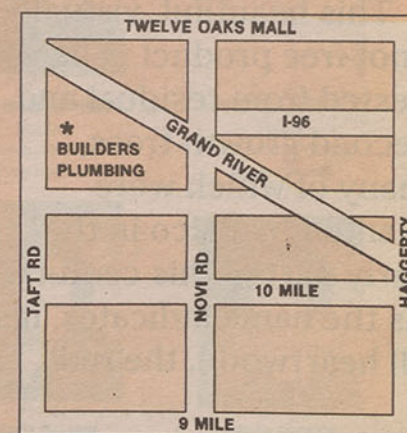 TWELVE OAKS MALL
I-96
GRAND RIVER
*
BUILDERS
PLUMBING
TAFT RD
NOVI RD
HAGGERTY
10 MILE
9 MILE